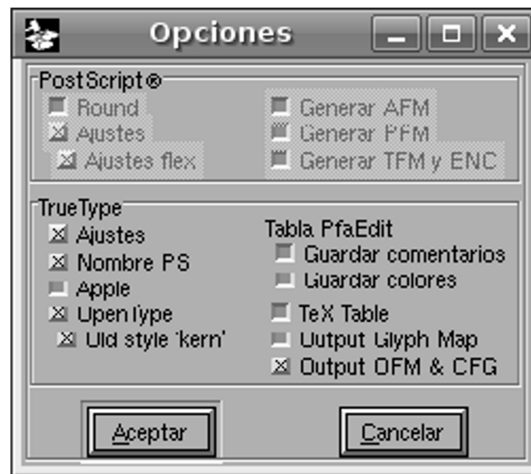 Opciones
PostScript®
Round
Ajustes
Ajustes flex
Generar AFM
Generar PFM
Generar TFM y ENC
TrueType
Ajustes
Nombre PS
Apple
OpenType
Old style 'kern'
Tabla PfaEdit
Guardar comentarios
Guardar colores
TeX Table
Output Glyph Map
Output OFM & CFG
Aceptar
Cancelar